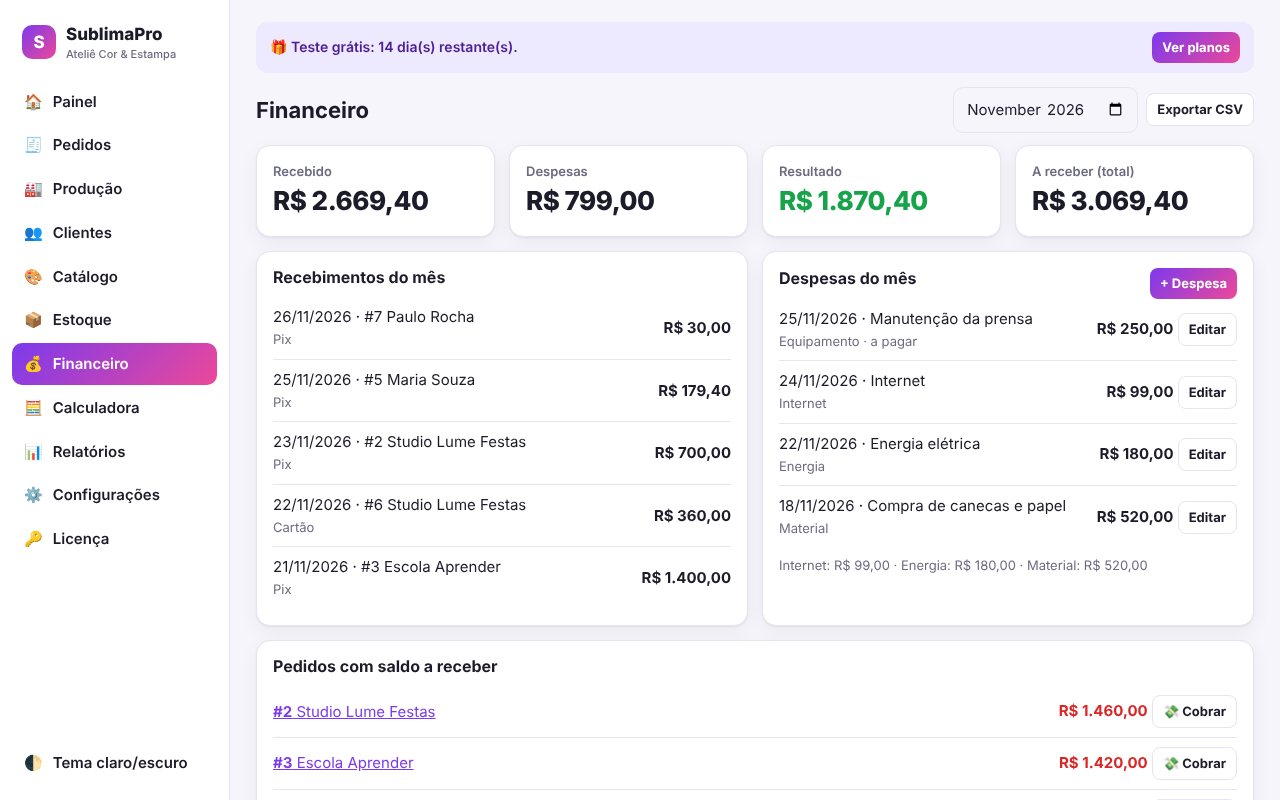 S
SublimaPro
Ateliê Cor & Estampa
Painel
Pedidos
Produção
Clientes
Catálogo
Estoque
Financeiro
Calculadora
Relatórios
Configurações
Licença
Tema claro/escuro
Teste grátis: 14 dia(s) restante(s).
Ver planos
Financeiro
November 2026
Exportar CSV
Recebido
R$ 2.669,40
Despesas
R$ 799,00
Resultado
R$ 1.870,40
A receber (total)
R$ 3.069,40
Recebimentos do mês
26/11/2026 · #7 Paulo Rocha
Pix
R$ 30,00
25/11/2026 · #5 Maria Souza
Pix
R$ 179,40
23/11/2026 · #2 Studio Lume Festas
Pix
R$ 700,00
22/11/2026 · #6 Studio Lume Festas
Cartão
R$ 360,00
21/11/2026 · #3 Escola Aprender
Pix
R$ 1.400,00
Despesas do mês
+ Despesa
25/11/2026 · Manutenção da prensa
Equipamento · a pagar
R$ 250,00
Editar
24/11/2026 · Internet
Internet
R$ 99,00
Editar
22/11/2026 · Energia elétrica
Energia
R$ 180,00
Editar
18/11/2026 · Compra de canecas e papel
Material
R$ 520,00
Editar
Internet: R$ 99,00 · Energia: R$ 180,00 · Material: R$ 520,00
Pedidos com saldo a receber
#2 Studio Lume Festas
R$ 1.460,00
Cobrar
#3 Escola Aprender
R$ 1.420,00
Cobrar